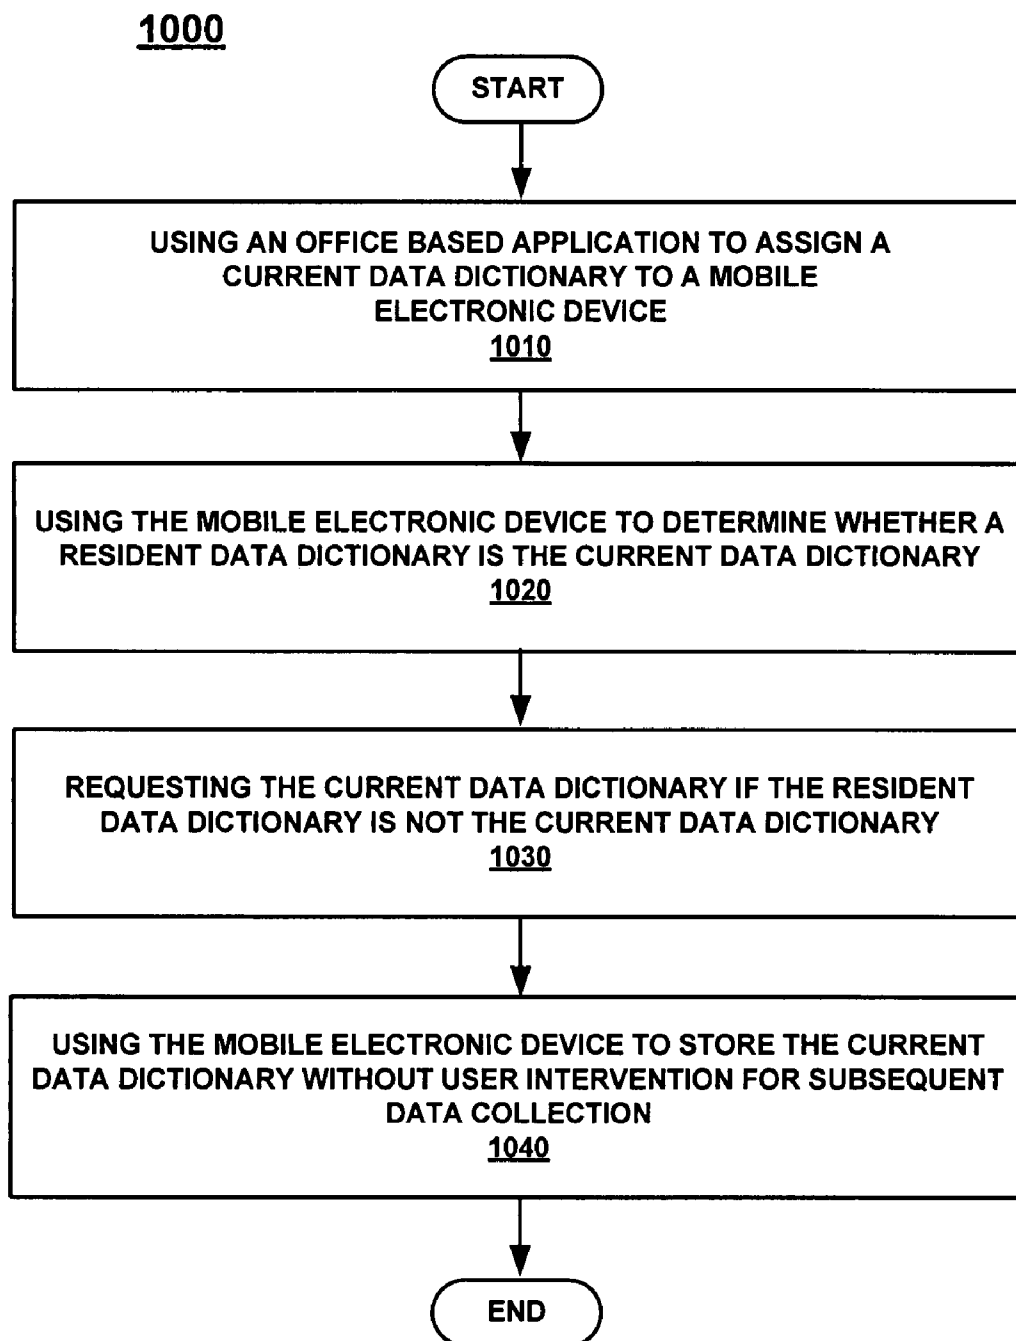 1000
START
USING AN OFFICE BASED APPLICATION TO ASSIGN A
CURRENT DATA DICTIONARY TO A MOBILE
ELECTRONIC DEVICE
1010
USING THE MOBILE ELECTRONIC DEVICE TO DETERMINE WHETHER A
RESIDENT DATA DICTIONARY IS THE CURRENT DATA DICTIONARY
1020
REQUESTING THE CURRENT DATA DICTIONARY IF THE RESIDENT
DATA DICTIONARY IS NOT THE CURRENT DATA DICTIONARY
1030
USING THE MOBILE ELECTRONIC DEVICE TO STORE THE CURRENT
DATA DICTIONARY WITHOUT USER INTERVENTION FOR SUBSEQUENT
DATA COLLECTION
1040
END